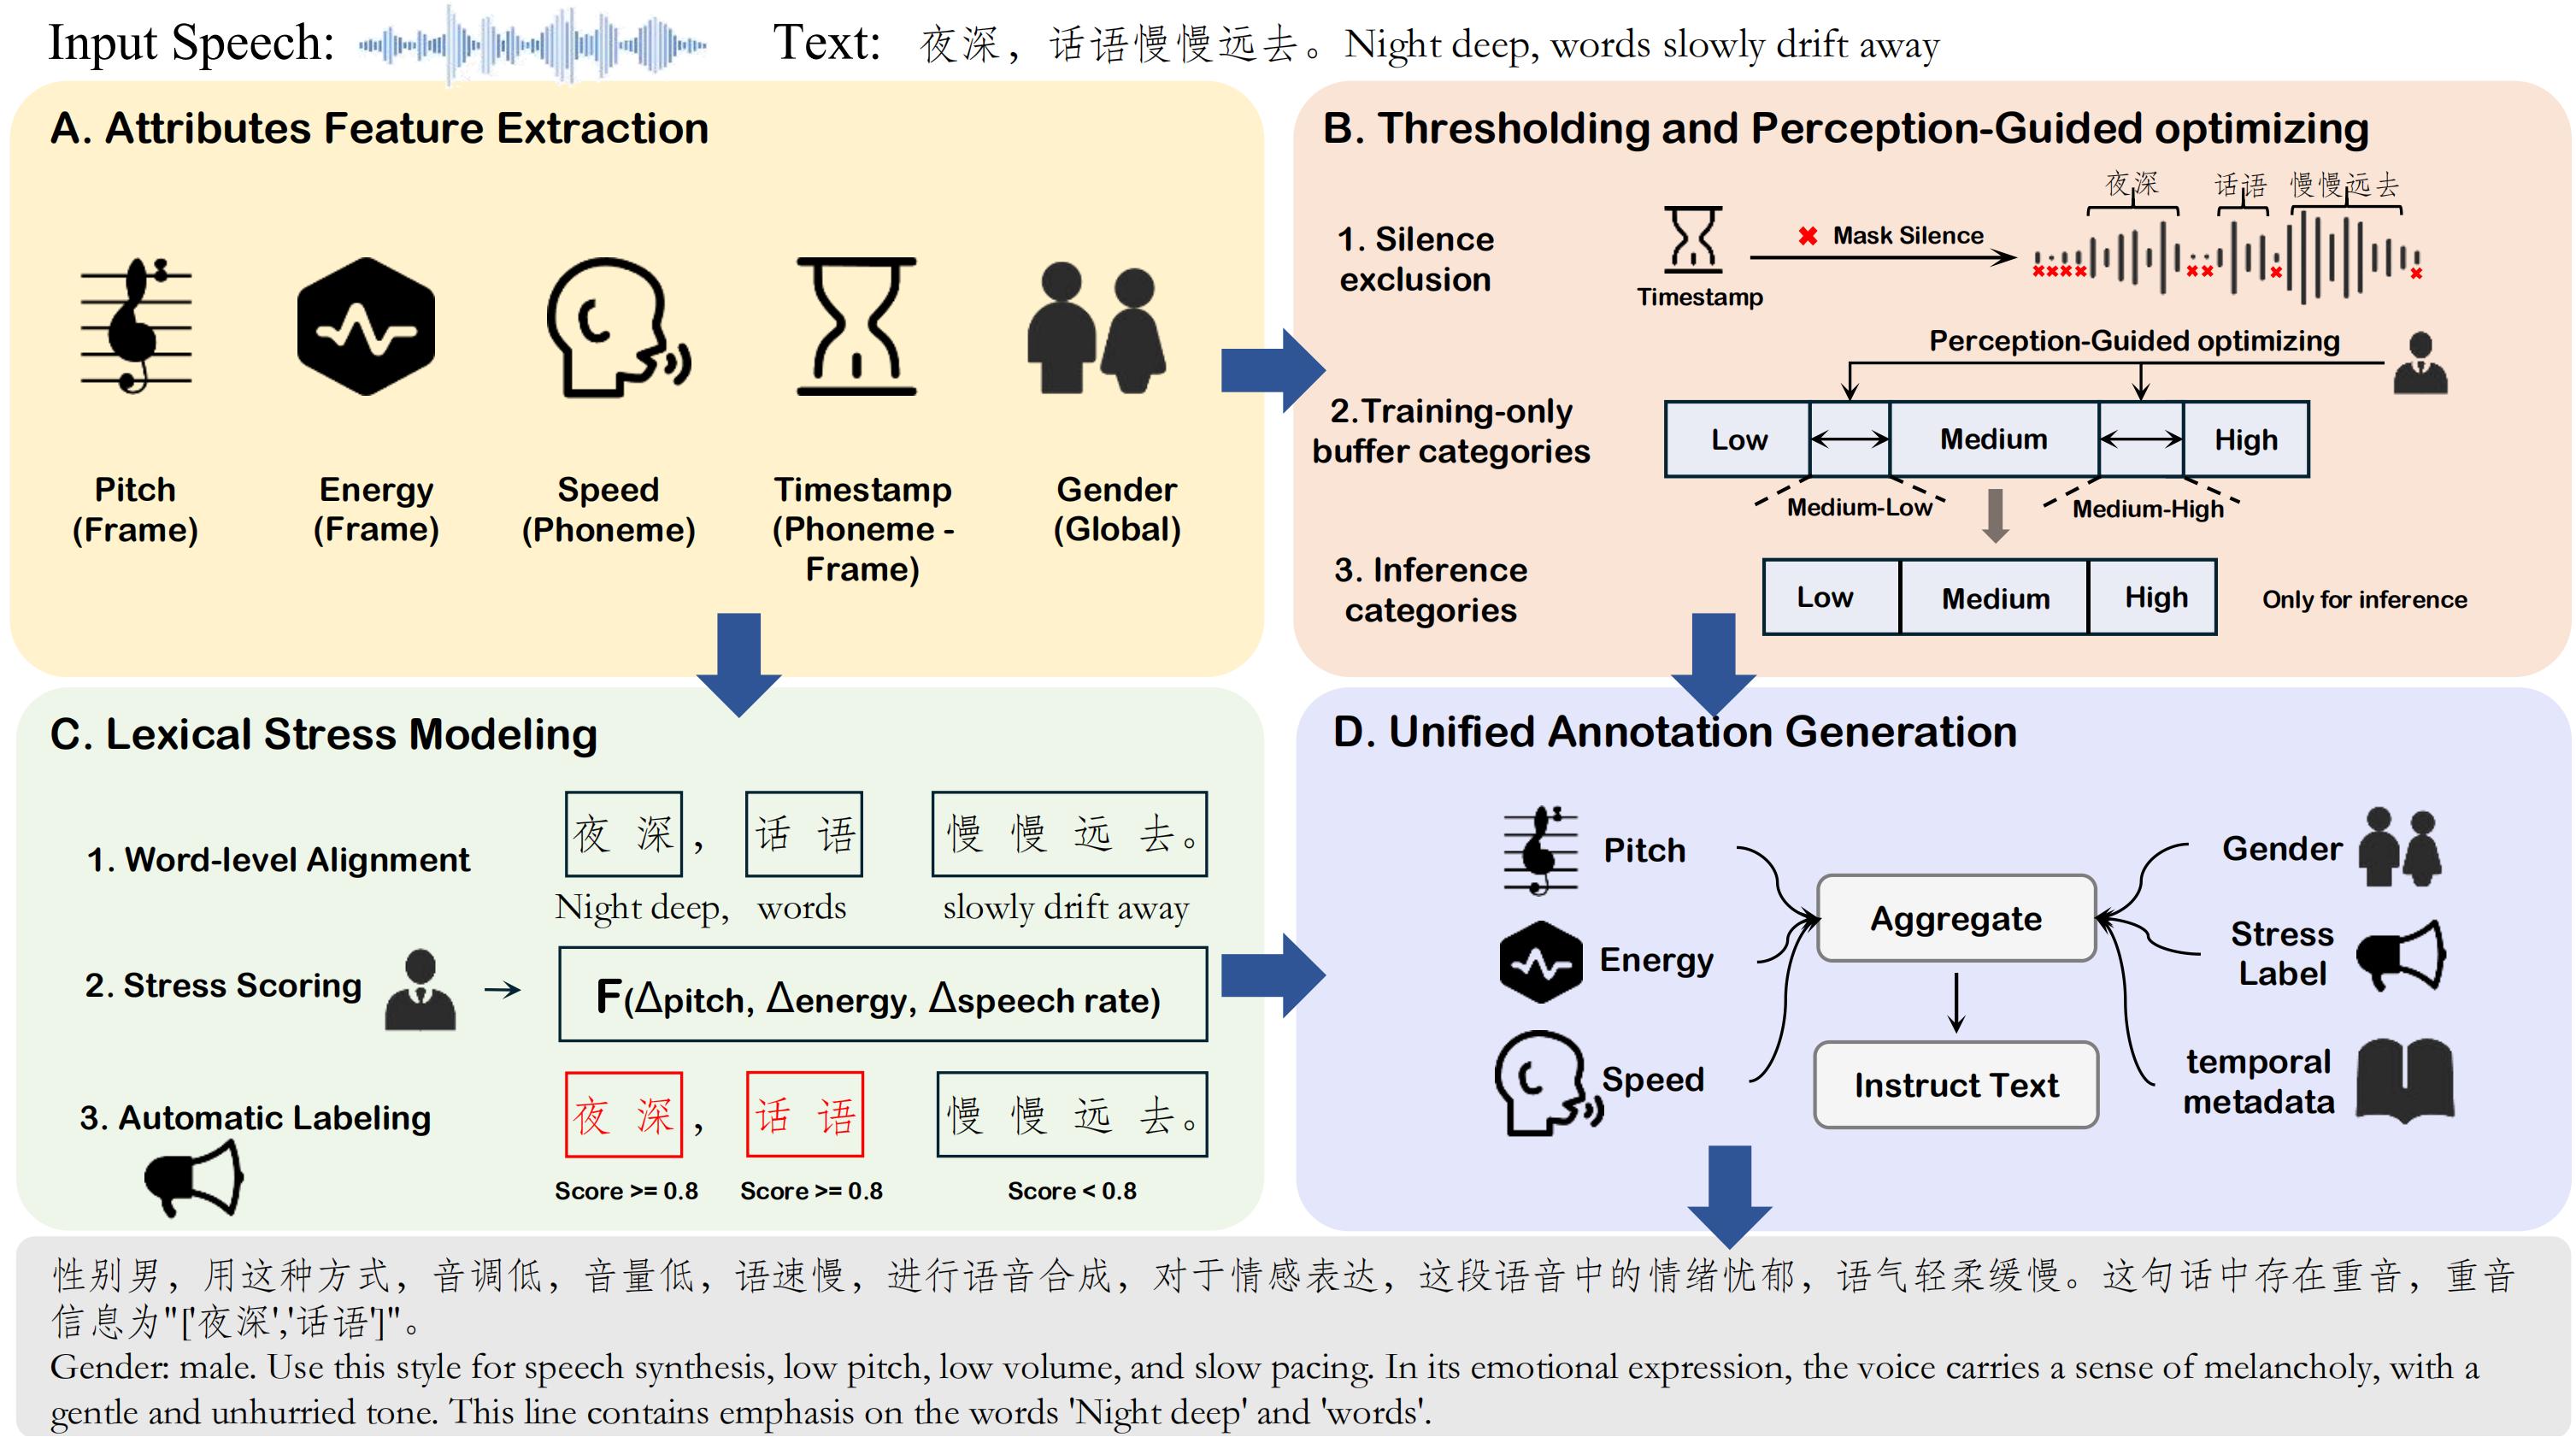 Input Speech:
Text: 夜深，话语慢慢远去。Night deep, words slowly drift away
A. Attributes Feature Extraction
Pitch
(Frame)
Energy
(Frame)
Speed
(Phoneme)
Timestamp
(Phoneme -
Frame)
Gender
(Global)
B. Thresholding and Perception-Guided optimizing
1. Silence
exclusion
Timestamp
Mask Silence
夜深 话语 慢慢远去
Perception-Guided optimizing
2.Training-only
buffer categories
Low Medium High
Medium-Low Medium-High
3. Inference
categories
Low Medium High
Only for inference
C. Lexical Stress Modeling
1. Word-level Alignment
夜 深 ， 话 语 慢 慢 远 去。
Night deep, words slowly drift away
2. Stress Scoring
F(Δpitch, Δenergy, Δspeech rate)
3. Automatic Labeling
夜 深 ， 话 语 慢 慢 远 去。
Score >= 0.8 Score >= 0.8 Score < 0.8
D. Unified Annotation Generation
Pitch
Energy
Speed
Aggregate
Instruct Text
Gender
Stress
Label
temporal
metadata
性别男，用这种方式，音调低，音量低，语速慢，进行语音合成，对于情感表达，这段语音中的情绪忧郁，语气轻柔缓慢。这句话中存在重音，重音
信息为"['夜深','话语']"。
Gender: male. Use this style for speech synthesis, low pitch, low volume, and slow pacing. In its emotional expression, the voice carries a sense of melancholy, with a
gentle and unhurried tone. This line contains emphasis on the words 'Night deep' and 'words'.